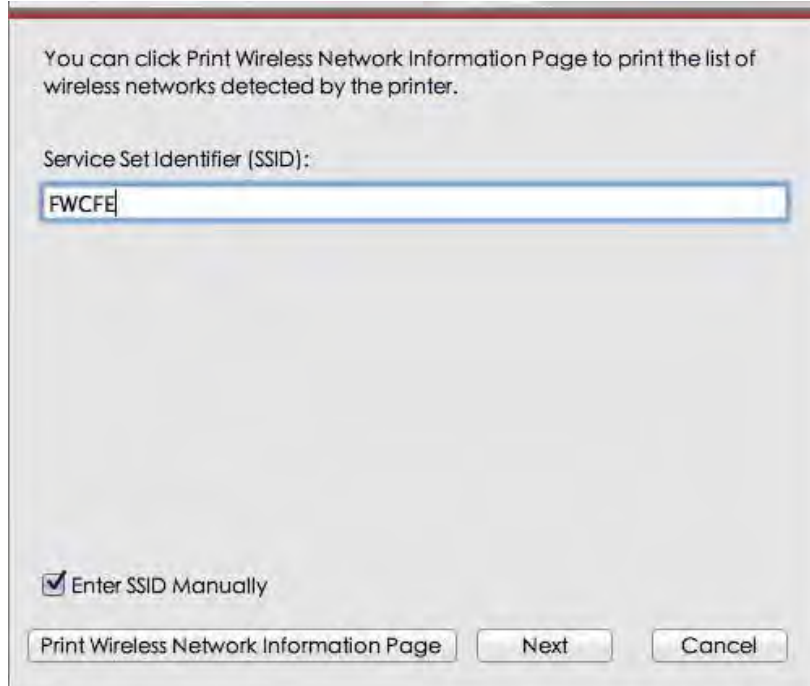 You can click Print Wireless Network Information Page to print the list of
wireless networks detected by the printer.
Service Set Identifier (SSID):
FWCFE
Enter SSID Manually
Print Wireless Network Information Page
Next
Cancel